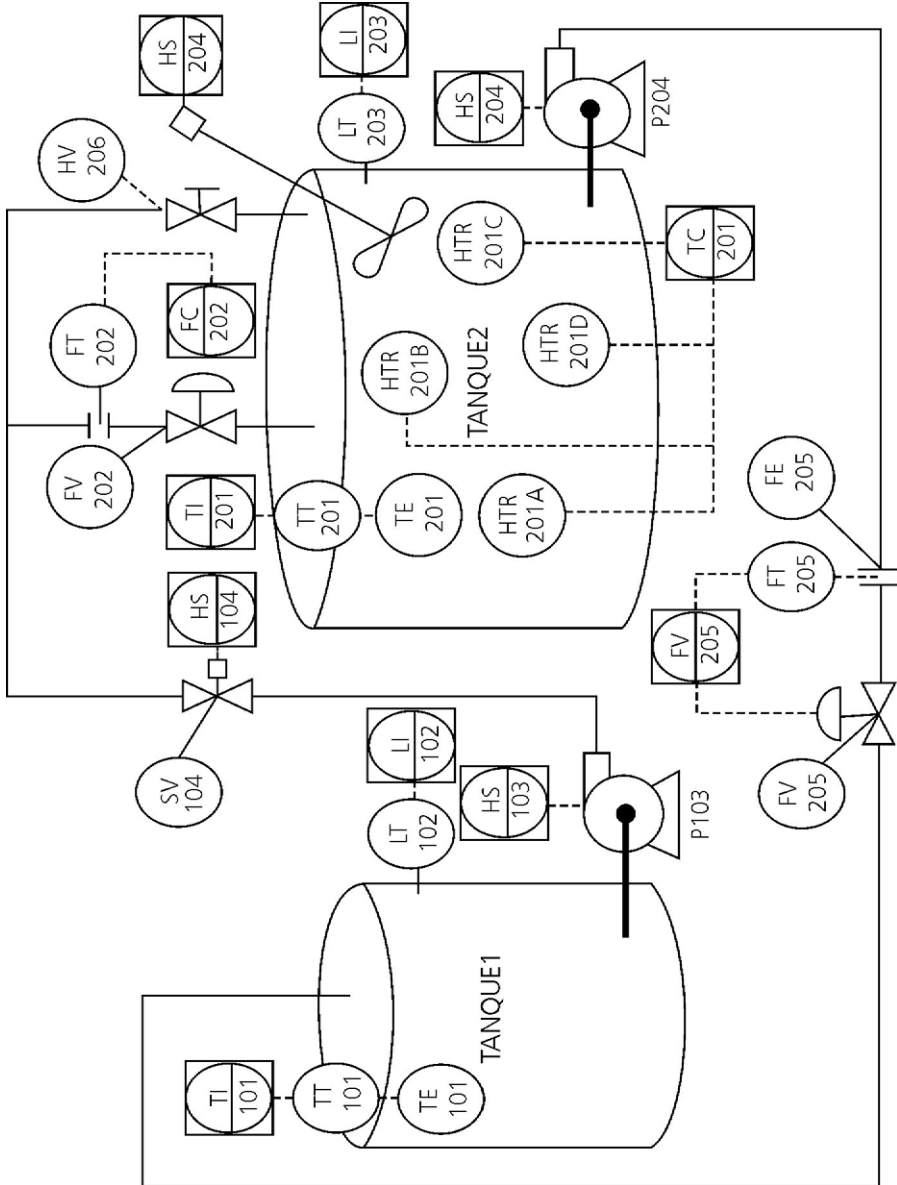 HS
204
LI
203
LT
203
HS
204
P204
HV
206
FT
202
FC
202
FV
202
TI
201
TT
201
TE
201
HTR
201A
HTR
201B
HTR
201C
HTR
201D
TANQUE2
TC
201
HS
104
SV
104
LI
102
LT
102
HS
103
P103
FE
205
FT
205
FV
205
FV
205
TI
101
TT
101
TE
101
TANQUE1